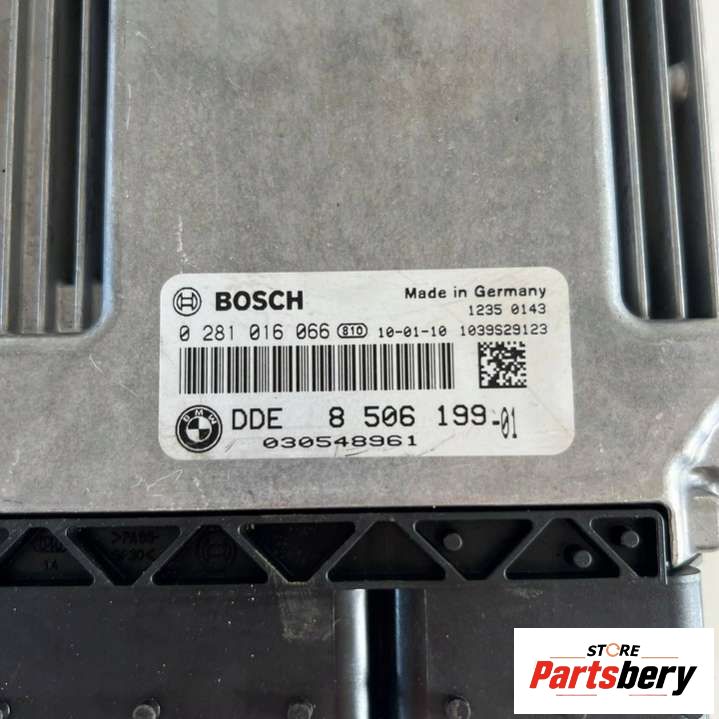 BOSCH
Made in Germany
1235 0143
0 281 016 066 810 10-01-10 1039S29123
BMW
DDE 8 506 199-01
030548961
STORE
Partsbery